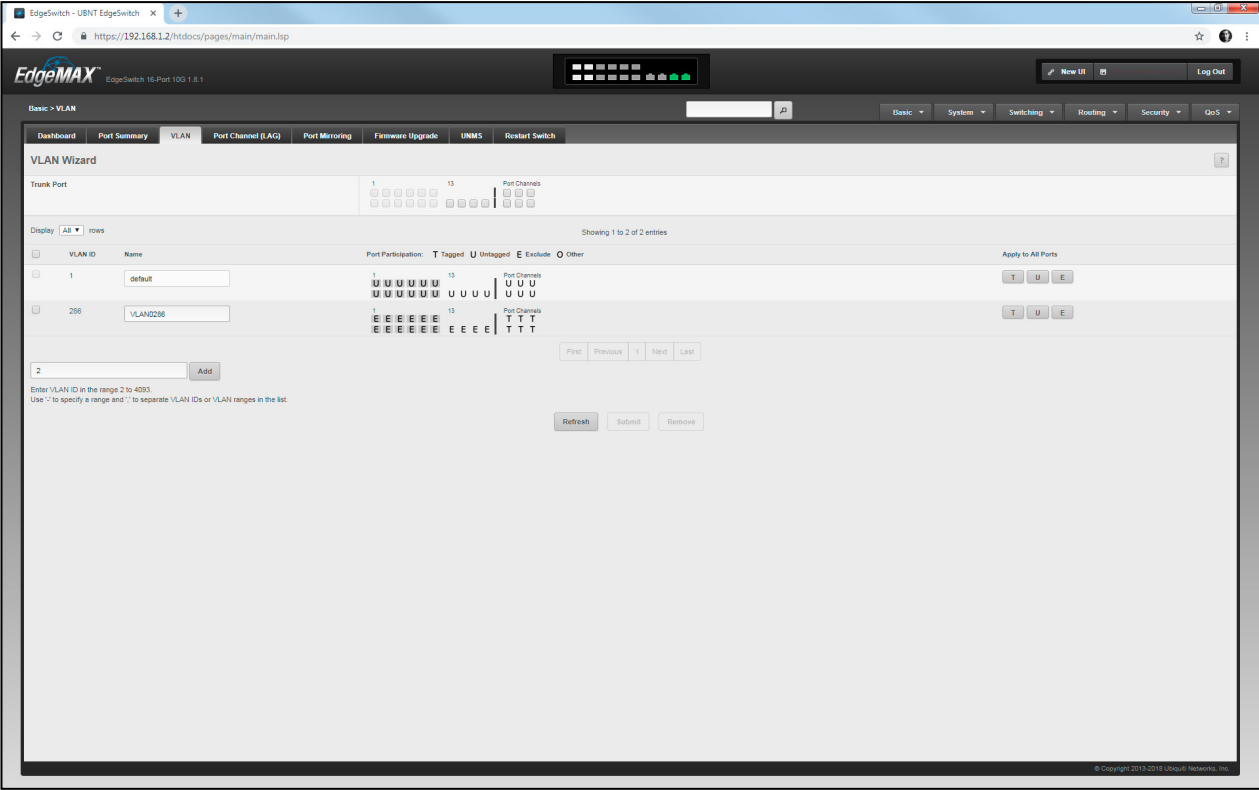 EdgeSwitch - UBNT EdgeSwitch
https://192.168.1.2/htdocs/pages/main/main.lsp
EdgeMAX™ EdgeSwitch 16-Port 10G 1.8.1
New UI Log Out
Basic > VLAN
Basic System Switching Routing Security QoS
Dashboard Port Summary VLAN Port Channel (LAG) Port Mirroring Firmware Upgrade UNMS Restart Switch
VLAN Wizard ?
Trunk Port
1 13 Port Channels
Display All rows Showing 1 to 2 of 2 entries
VLAN ID Name Port Participation: T Tagged U Untagged E Exclude O Other Apply to All Ports
1 13 Port Channels
1 default U U U U U U U U U T U E
U U U U U U U U U U U U U
1 13 Port Channels
286 VLAN0286 E E E E E E T T T T U E
E E E E E E E E E E T T T
First Previous 1 Next Last
2 Add
Enter VLAN ID in the range 2 to 4093.
Use '-' to specify a range and ',' to separate VLAN IDs or VLAN ranges in the list.
Refresh Submit Remove
© Copyright 2013-2018 Ubiquiti Networks, Inc.